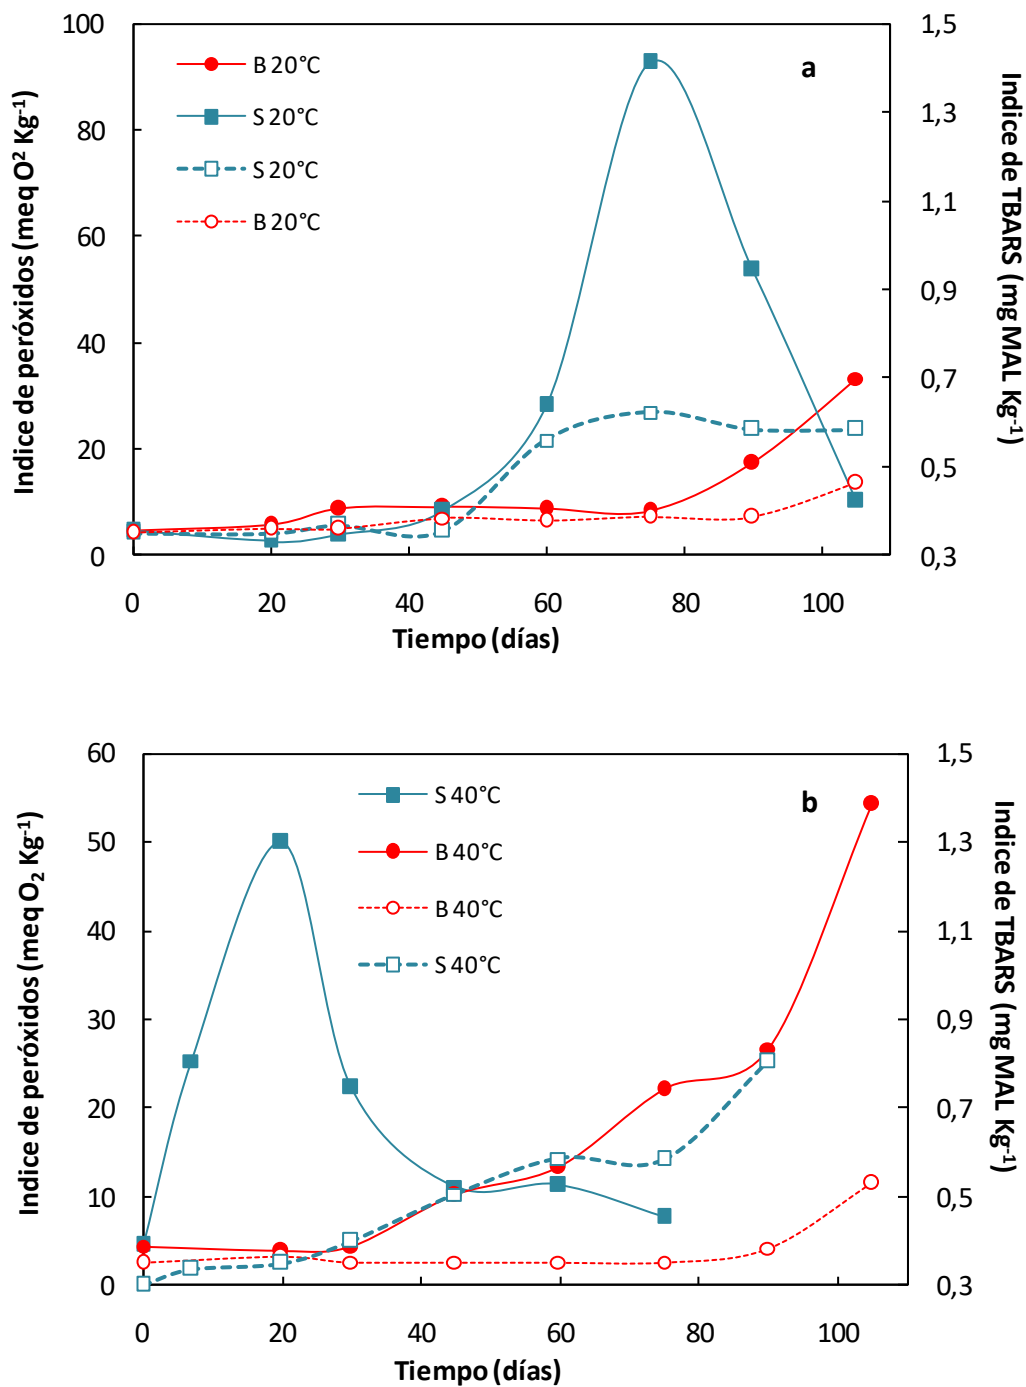 Indice de peróxidos (meq O² Kg⁻¹)
100
80
60
40
20
0
B 20°C
S 20°C
S 20°C
B 20°C
a
1,5
1,3
1,1
0,9
0,7
0,5
0,3
Indice de TBARS (mg MAL Kg⁻¹)
0 20 40 60 80 100
Tiempo (días)
Indice de peróxidos (meq O₂ Kg⁻¹)
60
50
40
30
20
10
0
S 40°C
B 40°C
B 40°C
S 40°C
b
1,5
1,3
1,1
0,9
0,7
0,5
0,3
Indice de TBARS (mg MAL Kg⁻¹)
0 20 40 60 80 100
Tiempo (días)